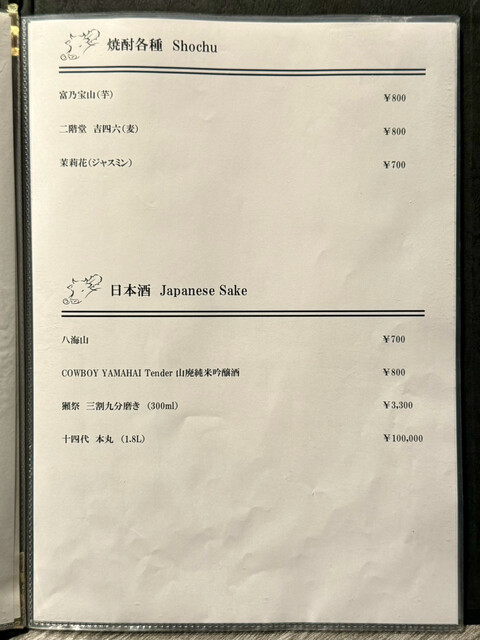 焼酎各種 Shochu
富乃宝山(芋) ¥800
二階堂 吉四六(麦) ¥800
茉莉花(ジャスミン) ¥700
日本酒 Japanese Sake
八海山 ¥700
COWBOY YAMAHAI Tender 山廃純米吟醸酒 ¥800
獺祭 三割九分磨き (300ml) ¥3,300
十四代 本丸 (1.8L) ¥100,000